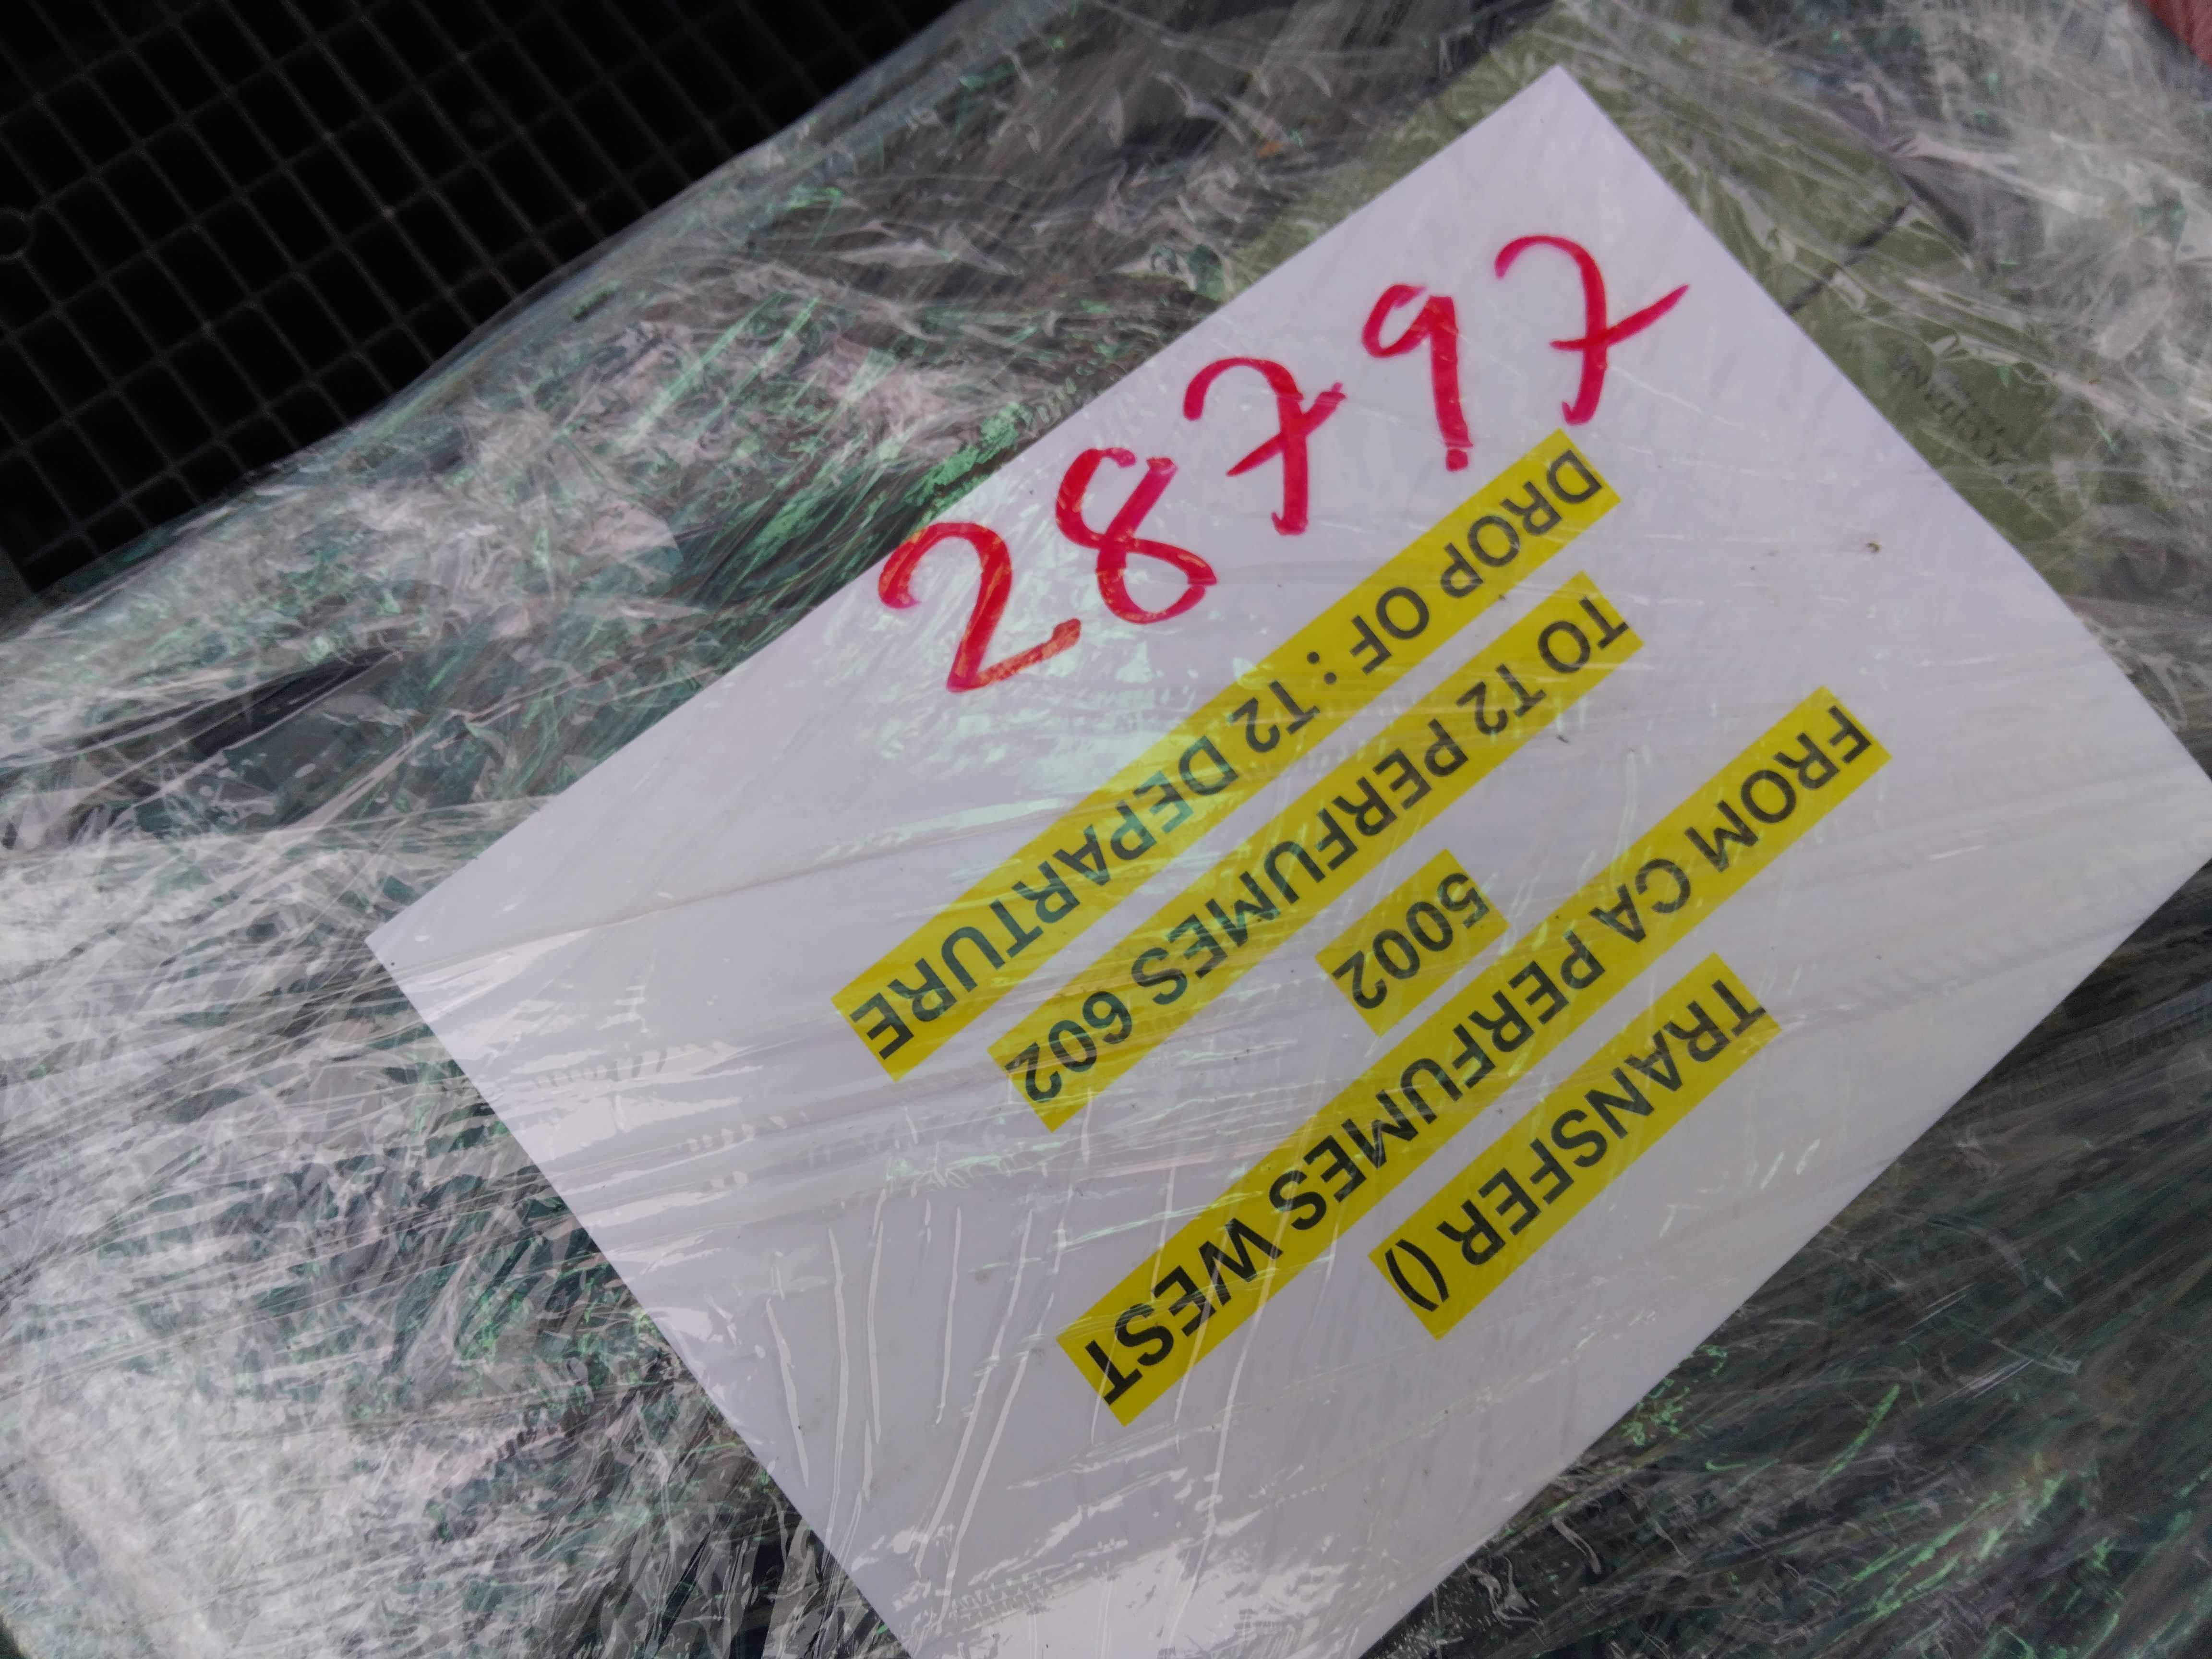 28797
TRANSFER ()
FROM CA PERFUMES WEST
5002
TO T2 PERFUMES 602
DROP OF : T2 DEPARTURE